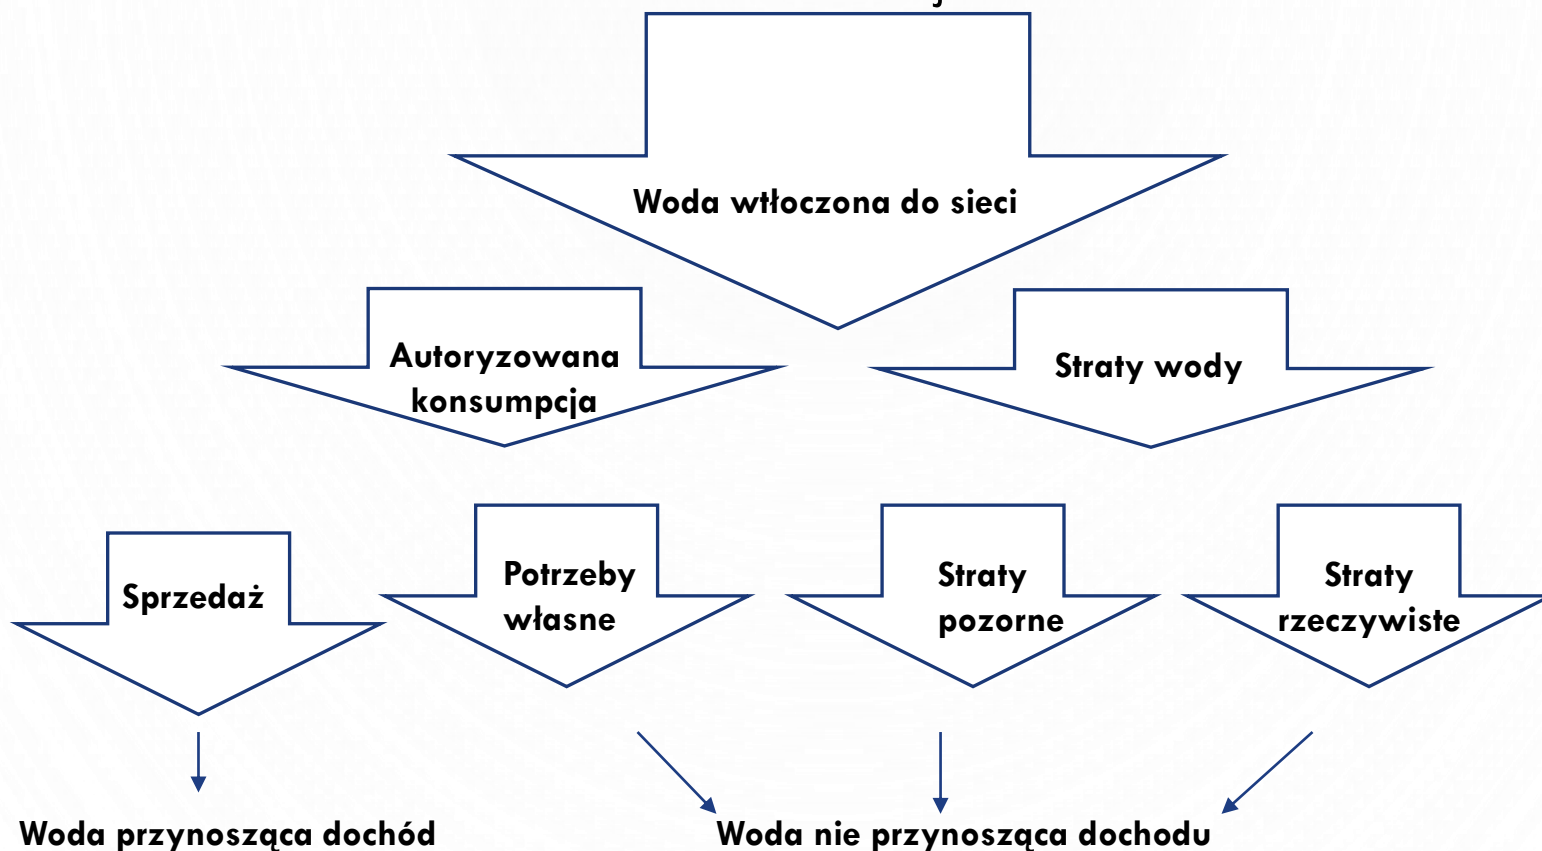 Woda wtłoczona do sieci
Autoryzowana
konsumpcja
Straty wody
Sprzedaż
Potrzeby
własne
Straty
pozorne
Straty
rzeczywiste
Woda przynosząca dochód
Woda nie przynosząca dochodu